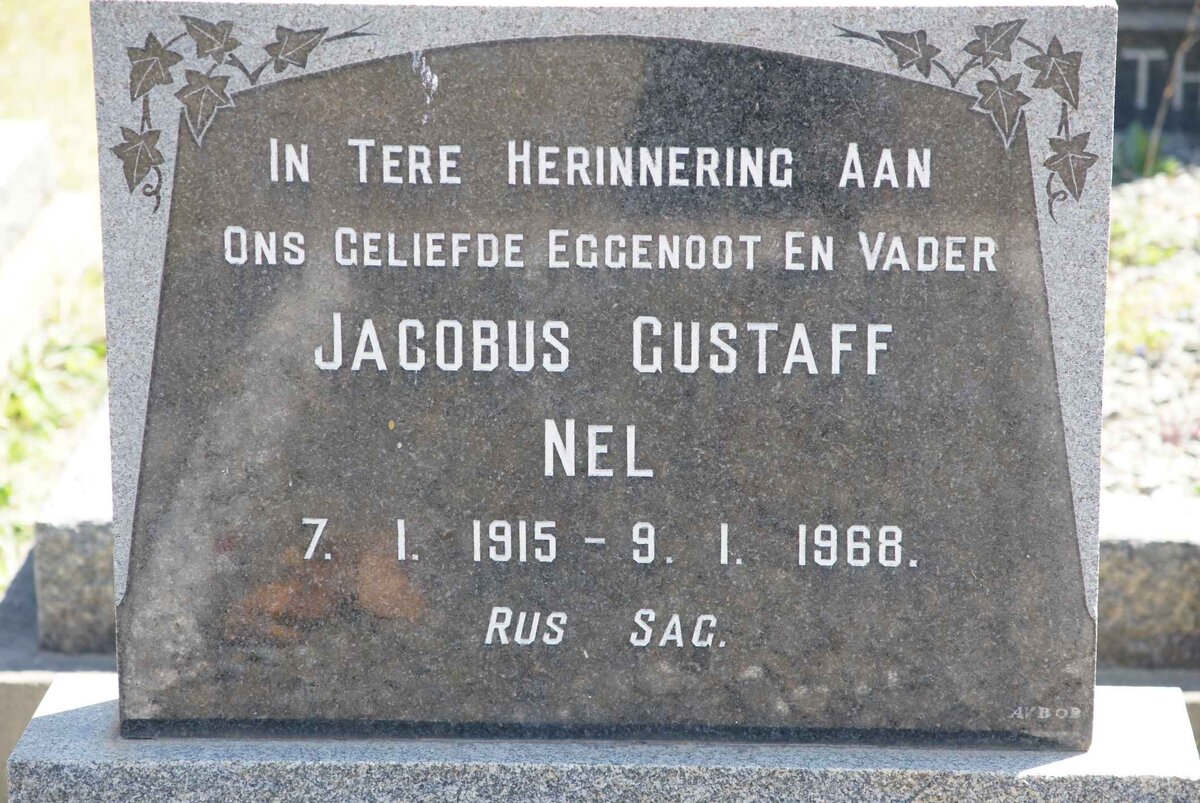 IN TERE HERINNERING AAN
ONS GELIEFDE EGGENOOT EN VADER
JACOBUS GUSTAFF
NEL
7. 1. 1915 – 9. 1. 1968.
RUS SAG.